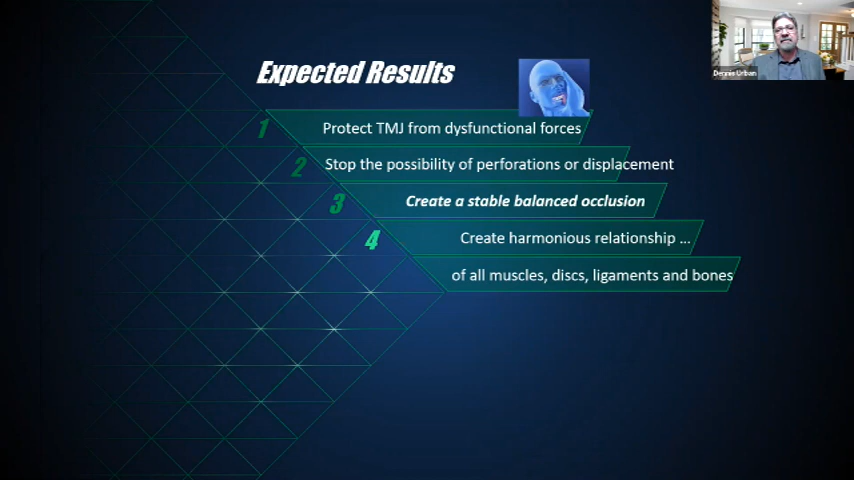 Expected Results
Dennis Urban
1 Protect TMJ from dysfunctional forces
2 Stop the possibility of perforations or displacement
3 Create a stable balanced occlusion
4 Create harmonious relationship ...
of all muscles, discs, ligaments and bones